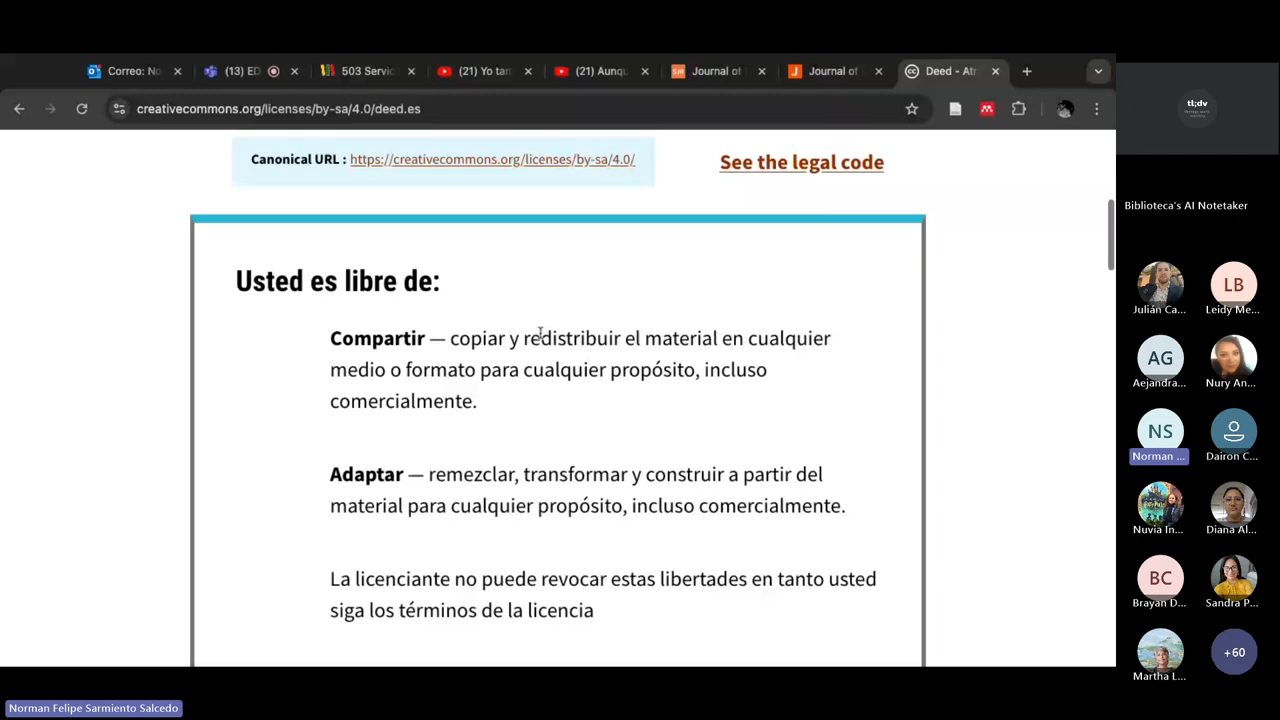 Correo: No
(13) ED
503 Servic
(21) Yo tan
(21) Aunqu
SJR
Journal of
Journal of
Deed - Atr
creativecommons.org/licenses/by-sa/4.0/deed.es
Canonical URL : https://creativecommons.org/licenses/by-sa/4.0/
See the legal code
Usted es libre de:
Compartir — copiar y redistribuir el material en cualquier
medio o formato para cualquier propósito, incluso
comercialmente.
Adaptar — remezclar, transformar y construir a partir del
material para cualquier propósito, incluso comercialmente.
La licenciante no puede revocar estas libertades en tanto usted
siga los términos de la licencia
tl;dv
Biblioteca's AI Notetaker
Julián Ca...
LB
Leidy Me...
AG
Aejandra...
Nury An...
NS
Norman ...
Dairon C...
Nuvia In...
Diana Al...
BC
Brayan D...
Sandra P...
Martha L...
+60
Norman Felipe Sarmiento Salcedo